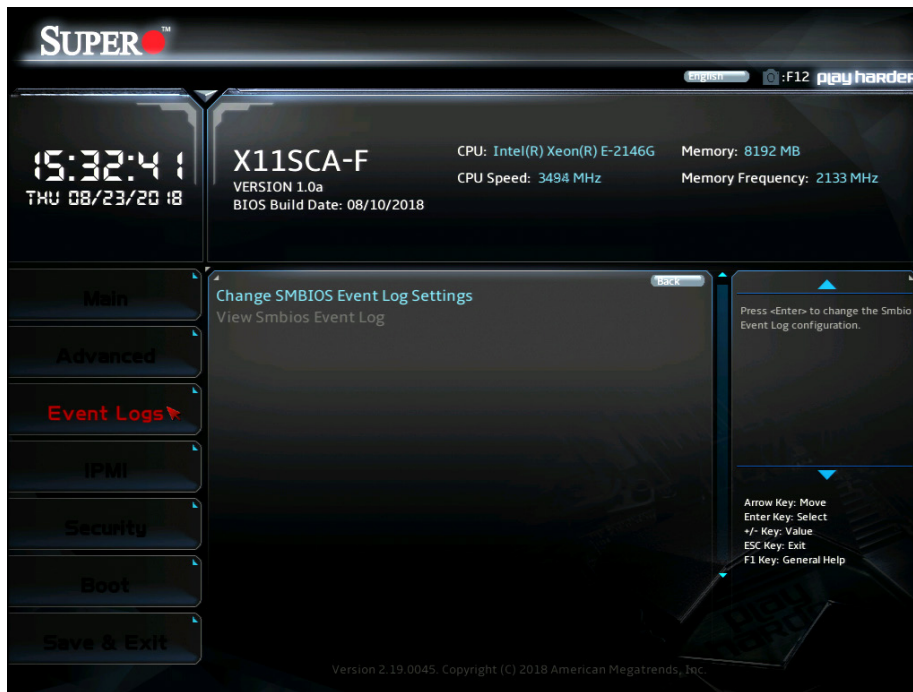 SUPER
TM
English :F12 play harder
15:32:41
THU 08/23/2018
X11SCA-F
VERSION 1.0a
BIOS Build Date: 08/10/2018
CPU: Intel(R) Xeon(R) E-2146G
CPU Speed: 3494 MHz
Memory: 8192 MB
Memory Frequency: 2133 MHz
Main
Advanced
Event Logs
IPMI
Security
Boot
Save & Exit
Back
Change SMBIOS Event Log Settings
View Smbios Event Log
Press <Enter> to change the Smbio
Event Log configuration.
Arrow Key: Move
Enter Key: Select
+/- Key: Value
ESC Key: Exit
F1 Key: General Help
play
harder
Version 2.19.0045. Copyright (C) 2018 American Megatrends, Inc.